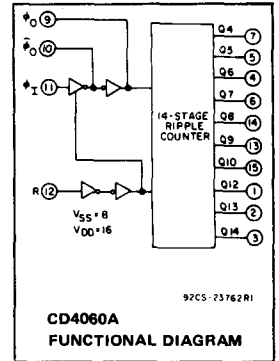 ϕO 9
ϕ̅O 10
ϕI 11
R 12
VSS = 8
VDD = 16
14-STAGE
RIPPLE
COUNTER
Q4 7
Q5 5
Q6 4
Q7 6
Q8 14
Q9 13
Q10 15
Q12 1
Q13 2
Q14 3
92CS-23762R1
CD4060A
FUNCTIONAL DIAGRAM